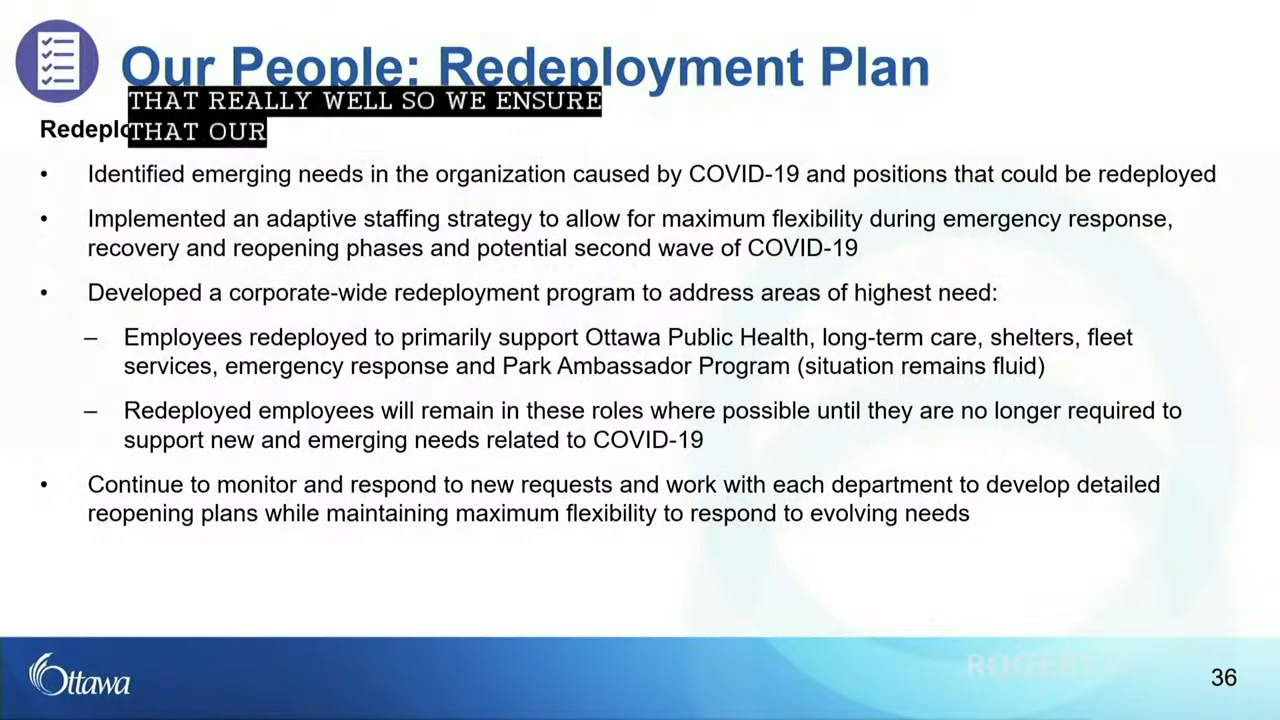 Our People: Redeployment Plan
THAT REALLY WELL SO WE ENSURE
THAT OUR
• Identified emerging needs in the organization caused by COVID-19 and positions that could be redeployed
• Implemented an adaptive staffing strategy to allow for maximum flexibility during emergency response,
recovery and reopening phases and potential second wave of COVID-19
• Developed a corporate-wide redeployment program to address areas of highest need:
– Employees redeployed to primarily support Ottawa Public Health, long-term care, shelters, fleet
services, emergency response and Park Ambassador Program (situation remains fluid)
– Redeployed employees will remain in these roles where possible until they are no longer required to
support new and emerging needs related to COVID-19
• Continue to monitor and respond to new requests and work with each department to develop detailed
reopening plans while maintaining maximum flexibility to respond to evolving needs
Ottawa
36